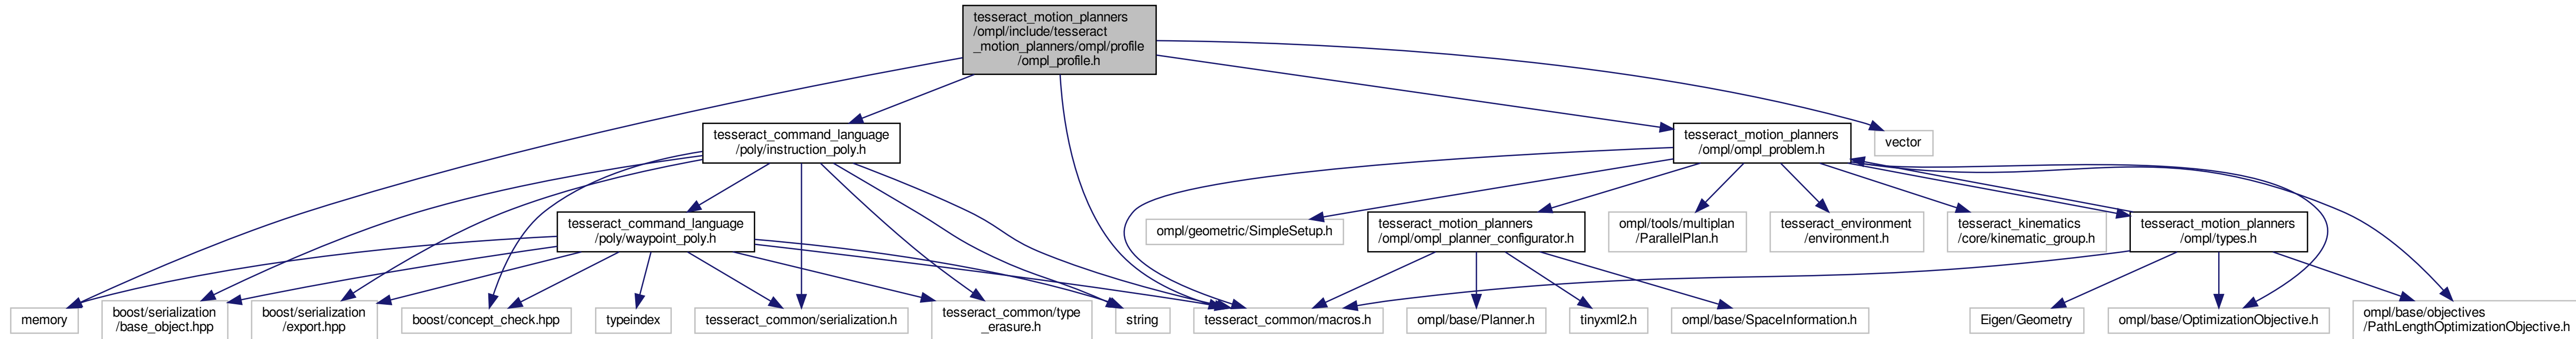 tesseract_motion_planners
/ompl/include/tesseract
_motion_planners/ompl/profile
/ompl_profile.h
tesseract_command_language
/poly/instruction_poly.h
tesseract_motion_planners
/ompl/ompl_problem.h
vector
tesseract_command_language
/poly/waypoint_poly.h
ompl/geometric/SimpleSetup.h
tesseract_motion_planners
/ompl/ompl_planner_configurator.h
ompl/tools/multiplan
/ParallelPlan.h
tesseract_environment
/environment.h
tesseract_kinematics
/core/kinematic_group.h
tesseract_motion_planners
/ompl/types.h
memory
boost/serialization
/base_object.hpp
boost/serialization
/export.hpp
boost/concept_check.hpp
typeindex
tesseract_common/serialization.h
tesseract_common/type
_erasure.h
string
tesseract_common/macros.h
ompl/base/Planner.h
tinyxml2.h
ompl/base/SpaceInformation.h
Eigen/Geometry
ompl/base/OptimizationObjective.h
ompl/base/objectives
/PathLengthOptimizationObjective.h